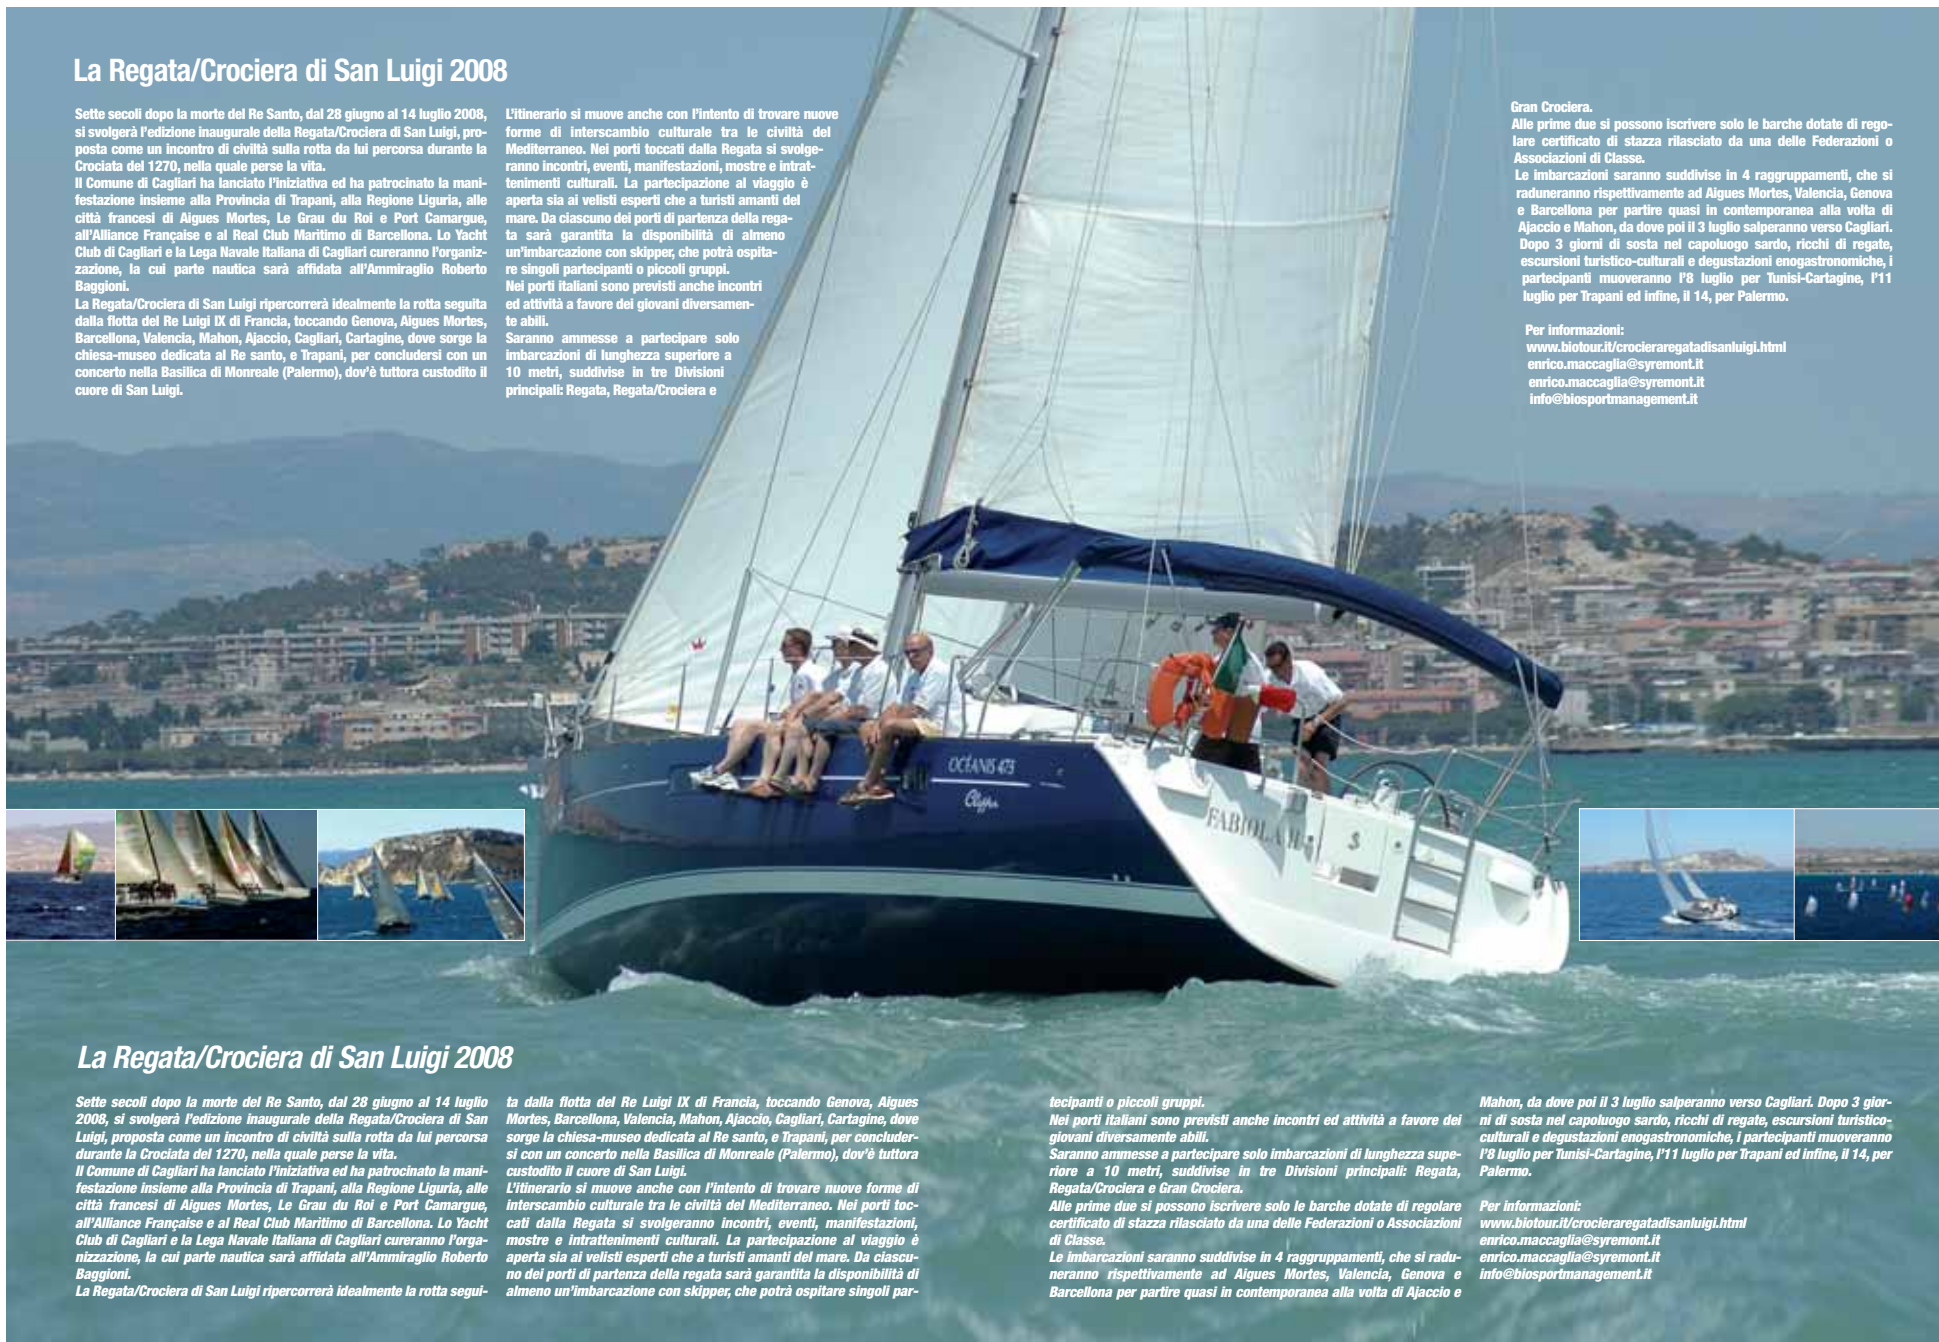 La Regata/Crociera di San Luigi 2008
Sette secoli dopo la morte del Re Santo, dal 28 giugno al 14 luglio 2008,
si svolgerà l'edizione inaugurale della Regata/Crociera di San Luigi, pro-
posta come un incontro di civiltà sulla rotta da lui percorsa durante la
Crociata del 1270, nella quale perse la vita.
Il Comune di Cagliari ha lanciato l'iniziativa ed ha patrocinato la mani-
festazione insieme alla Provincia di Trapani, alla Regione Liguria, alle
città francesi di Aigues Mortes, Le Grau du Roi e Port Camargue,
all'Alliance Française e al Real Club Maritimo di Barcellona. Lo Yacht
Club di Cagliari e la Lega Navale Italiana di Cagliari cureranno l'organiz-
zazione, la cui parte nautica sarà affidata all'Ammiraglio Roberto
Baggioni.
La Regata/Crociera di San Luigi ripercorrerà idealmente la rotta seguita
dalla flotta del Re Luigi IX di Francia, toccando Genova, Aigues Mortes,
Barcellona, Valencia, Mahon, Ajaccio, Cagliari, Cartagine, dove sorge la
chiesa-museo dedicata al Re santo, e Trapani, per concludersi con un
concerto nella Basilica di Monreale (Palermo), dov'è tuttora custodito il
cuore di San Luigi.
L'itinerario si muove anche con l'intento di trovare nuove
forme di interscambio culturale tra le civiltà del
Mediterraneo. Nei porti toccati dalla Regata si svolge-
ranno incontri, eventi, manifestazioni, mostre e intrat-
tenimenti culturali. La partecipazione al viaggio è
aperta sia ai velisti esperti che a turisti amanti del
mare. Da ciascuno dei porti di partenza della rega-
ta sarà garantita la disponibilità di almeno
un'imbarcazione con skipper, che potrà ospita-
re singoli partecipanti o piccoli gruppi.
Nei porti italiani sono previsti anche incontri
ed attività a favore dei giovani diversamen-
te abili.
Saranno ammesse a partecipare solo
imbarcazioni di lunghezza superiore a
10 metri, suddivise in tre Divisioni
principali: Regata, Regata/Crociera e
Gran Crociera.
Alle prime due si possono iscrivere solo le barche dotate di rego-
lare certificato di stazza rilasciato da una delle Federazioni o
Associazioni di Classe.
Le imbarcazioni saranno suddivise in 4 raggruppamenti, che si
raduneranno rispettivamente ad Aigues Mortes, Valencia, Genova
e Barcellona per partire quasi in contemporanea alla volta di
Ajaccio e Mahon, da dove poi il 3 luglio salperanno verso Cagliari.
Dopo 3 giorni di sosta nel capoluogo sardo, ricchi di regate,
escursioni turistico-culturali e degustazioni enogastronomiche, i
partecipanti muoveranno l'8 luglio per Tunisi-Cartagine, l'11
luglio per Trapani ed infine, il 14, per Palermo.
Per informazioni:
www.biotour.it/crocieraregatadisanluigi.html
enrico.maccaglia@syremont.it
enrico.maccaglia@syremont.it
info@biosportmanagement.it
OCÉANIS 473
Clipper
FABIOLA
La Regata/Crociera di San Luigi 2008
Sette secoli dopo la morte del Re Santo, dal 28 giugno al 14 luglio
2008, si svolgerà l'edizione inaugurale della Regata/Crociera di San
Luigi, proposta come un incontro di civiltà sulla rotta da lui percorsa
durante la Crociata del 1270, nella quale perse la vita.
Il Comune di Cagliari ha lanciato l'iniziativa ed ha patrocinato la mani-
festazione insieme alla Provincia di Trapani, alla Regione Liguria, alle
città francesi di Aigues Mortes, Le Grau du Roi e Port Camargue,
all'Alliance Française e al Real Club Maritimo di Barcellona. Lo Yacht
Club di Cagliari e la Lega Navale Italiana di Cagliari cureranno l'orga-
nizzazione, la cui parte nautica sarà affidata all'Ammiraglio Roberto
Baggioni.
La Regata/Crociera di San Luigi ripercorrerà idealmente la rotta segui-
ta dalla flotta del Re Luigi IX di Francia, toccando Genova, Aigues
Mortes, Barcellona, Valencia, Mahon, Ajaccio, Cagliari, Cartagine, dove
sorge la chiesa-museo dedicata al Re santo, e Trapani, per concluder-
si con un concerto nella Basilica di Monreale (Palermo), dov'è tuttora
custodito il cuore di San Luigi.
L'itinerario si muove anche con l'intento di trovare nuove forme di
interscambio culturale tra le civiltà del Mediterraneo. Nei porti toc-
cati dalla Regata si svolgeranno incontri, eventi, manifestazioni,
mostre e intrattenimenti culturali. La partecipazione al viaggio è
aperta sia ai velisti esperti che a turisti amanti del mare. Da ciascu-
no dei porti di partenza della regata sarà garantita la disponibilità di
almeno un'imbarcazione con skipper, che potrà ospitare singoli par-
tecipanti o piccoli gruppi.
Nei porti italiani sono previsti anche incontri ed attività a favore dei
giovani diversamente abili.
Saranno ammesse a partecipare solo imbarcazioni di lunghezza supe-
riore a 10 metri, suddivise in tre Divisioni principali: Regata,
Regata/Crociera e Gran Crociera.
Alle prime due si possono iscrivere solo le barche dotate di regolare
certificato di stazza rilasciato da una delle Federazioni o Associazioni
di Classe.
Le imbarcazioni saranno suddivise in 4 raggruppamenti, che si radu-
neranno rispettivamente ad Aigues Mortes, Valencia, Genova e
Barcellona per partire quasi in contemporanea alla volta di Ajaccio e
Mahon, da dove poi il 3 luglio salperanno verso Cagliari. Dopo 3 gior-
ni di sosta nel capoluogo sardo, ricchi di regate, escursioni turistico-
culturali e degustazioni enogastronomiche, i partecipanti muoveranno
l'8 luglio per Tunisi-Cartagine, l'11 luglio per Trapani ed infine, il 14, per
Palermo.
Per informazioni:
www.biotour.it/crocieraregatadisanluigi.html
enrico.maccaglia@syremont.it
enrico.maccaglia@syremont.it
info@biosportmanagement.it